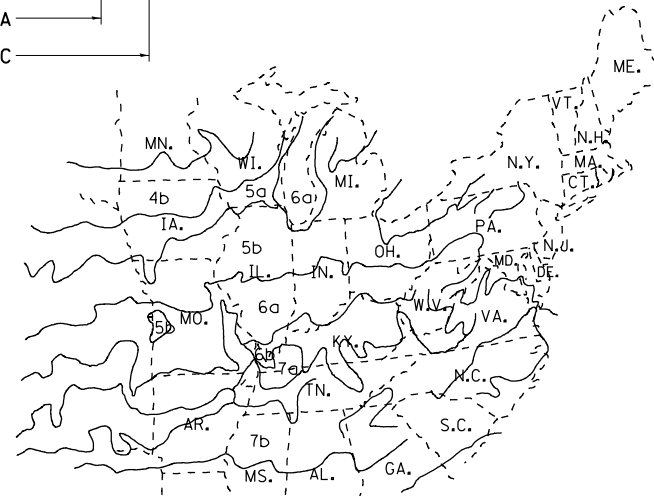 A
C
ME.
VT.
MN.
N.H.
WI.
N.Y.
MA.
MI.
CT.
4b
5a
6a
IA.
PA.
5b
OH.
N.J.
MD.
IL.
IN.
DE.
6a
W.V.
MO.
5b
VA.
KY.
6b
7a
N.C.
TN.
AR.
S.C.
7b
MS.
AL.
GA.